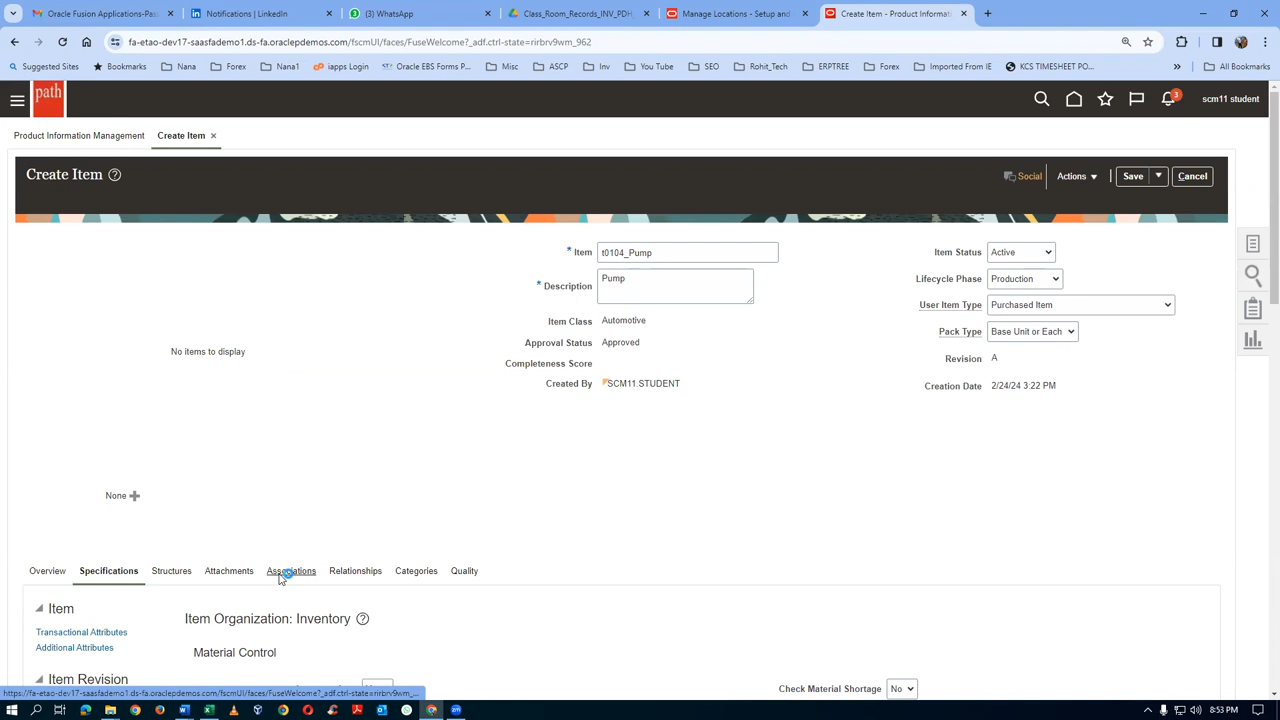 Oracle Fusion Applications-Pas
Notifications | LinkedIn
(3) WhatsApp
Class_Room_Records_INV_PDH
Manage Locations - Setup and
Create Item - Product Informati
fa-etao-dev17-saasfademo1.ds-fa.oraclepdemos.com/fscmUI/faces/FuseWelcome?_adf.ctrl-state=rirbrv9wm_962
Suggested Sites
Bookmarks
Nana
Forex
Nana1
iapps Login
Oracle EBS Forms P...
Misc
ASCP
Inv
You Tube
SEO
Rohit_Tech
ERPTREE
Forex
Imported From IE
KCS TIMESHEET PO...
All Bookmarks
path
3
scm11 student
Product Information Management
Create Item
Create Item
Social
Actions
Save
Cancel
* Item t0104_Pump
* Description Pump
Item Class Automotive
Approval Status Approved
Completeness Score
Created By SCM11.STUDENT
Item Status Active
Lifecycle Phase Production
User Item Type Purchased Item
Pack Type Base Unit or Each
Revision A
Creation Date 2/24/24 3:22 PM
No items to display
None
Overview
Specifications
Structures
Attachments
Associations
Relationships
Categories
Quality
Item
Transactional Attributes
Additional Attributes
Item Revision
Item Organization: Inventory
Material Control
Check Material Shortage No
https://fa-etao-dev17-saasfademo1.ds-fa.oraclepdemos.com/fscmUI/faces/FuseWelcome?_adf.ctrl-state=rirbrv9wm_...
8:53 PM